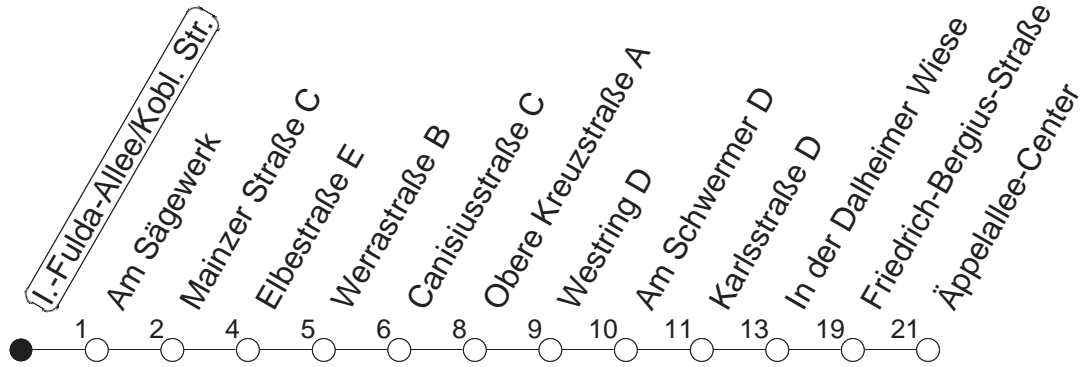 I.-Fulda-Allee/Kobl. Str.
Am Sägewerk
Mainzer Straße C
Elbestraße E
Werrastraße B
Canisiusstraße C
Obere Kreuzstraße A
Westring D
Am Schwermer D
Karlsstraße D
In der Dalheimer Wiese
Friedrich-Bergius-Straße
Äppelallee-Center
1 2 4 5 6 8 9 10 11 13 19 21